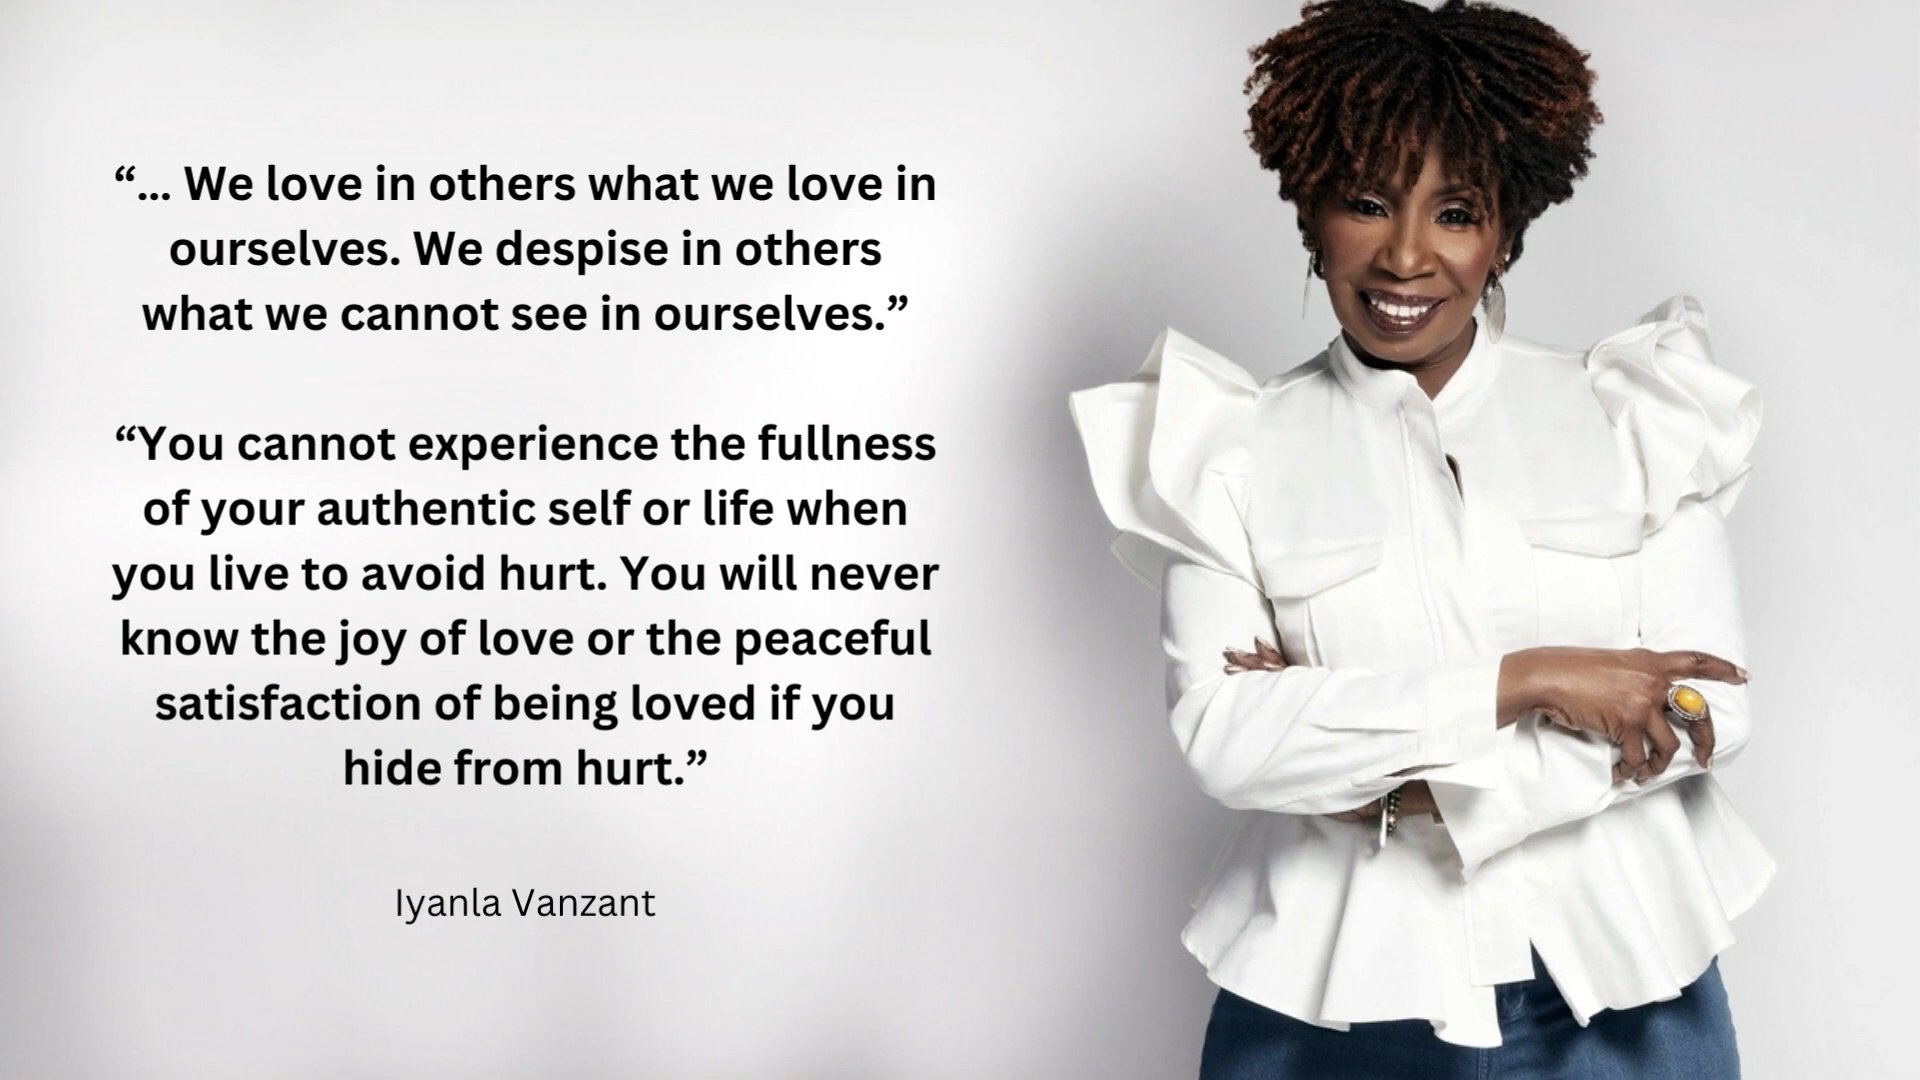 “... We love in others what we love in
ourselves. We despise in others
what we cannot see in ourselves.”
“You cannot experience the fullness
of your authentic self or life when
you live to avoid hurt. You will never
know the joy of love or the peaceful
satisfaction of being loved if you
hide from hurt.”
Iyanla Vanzant